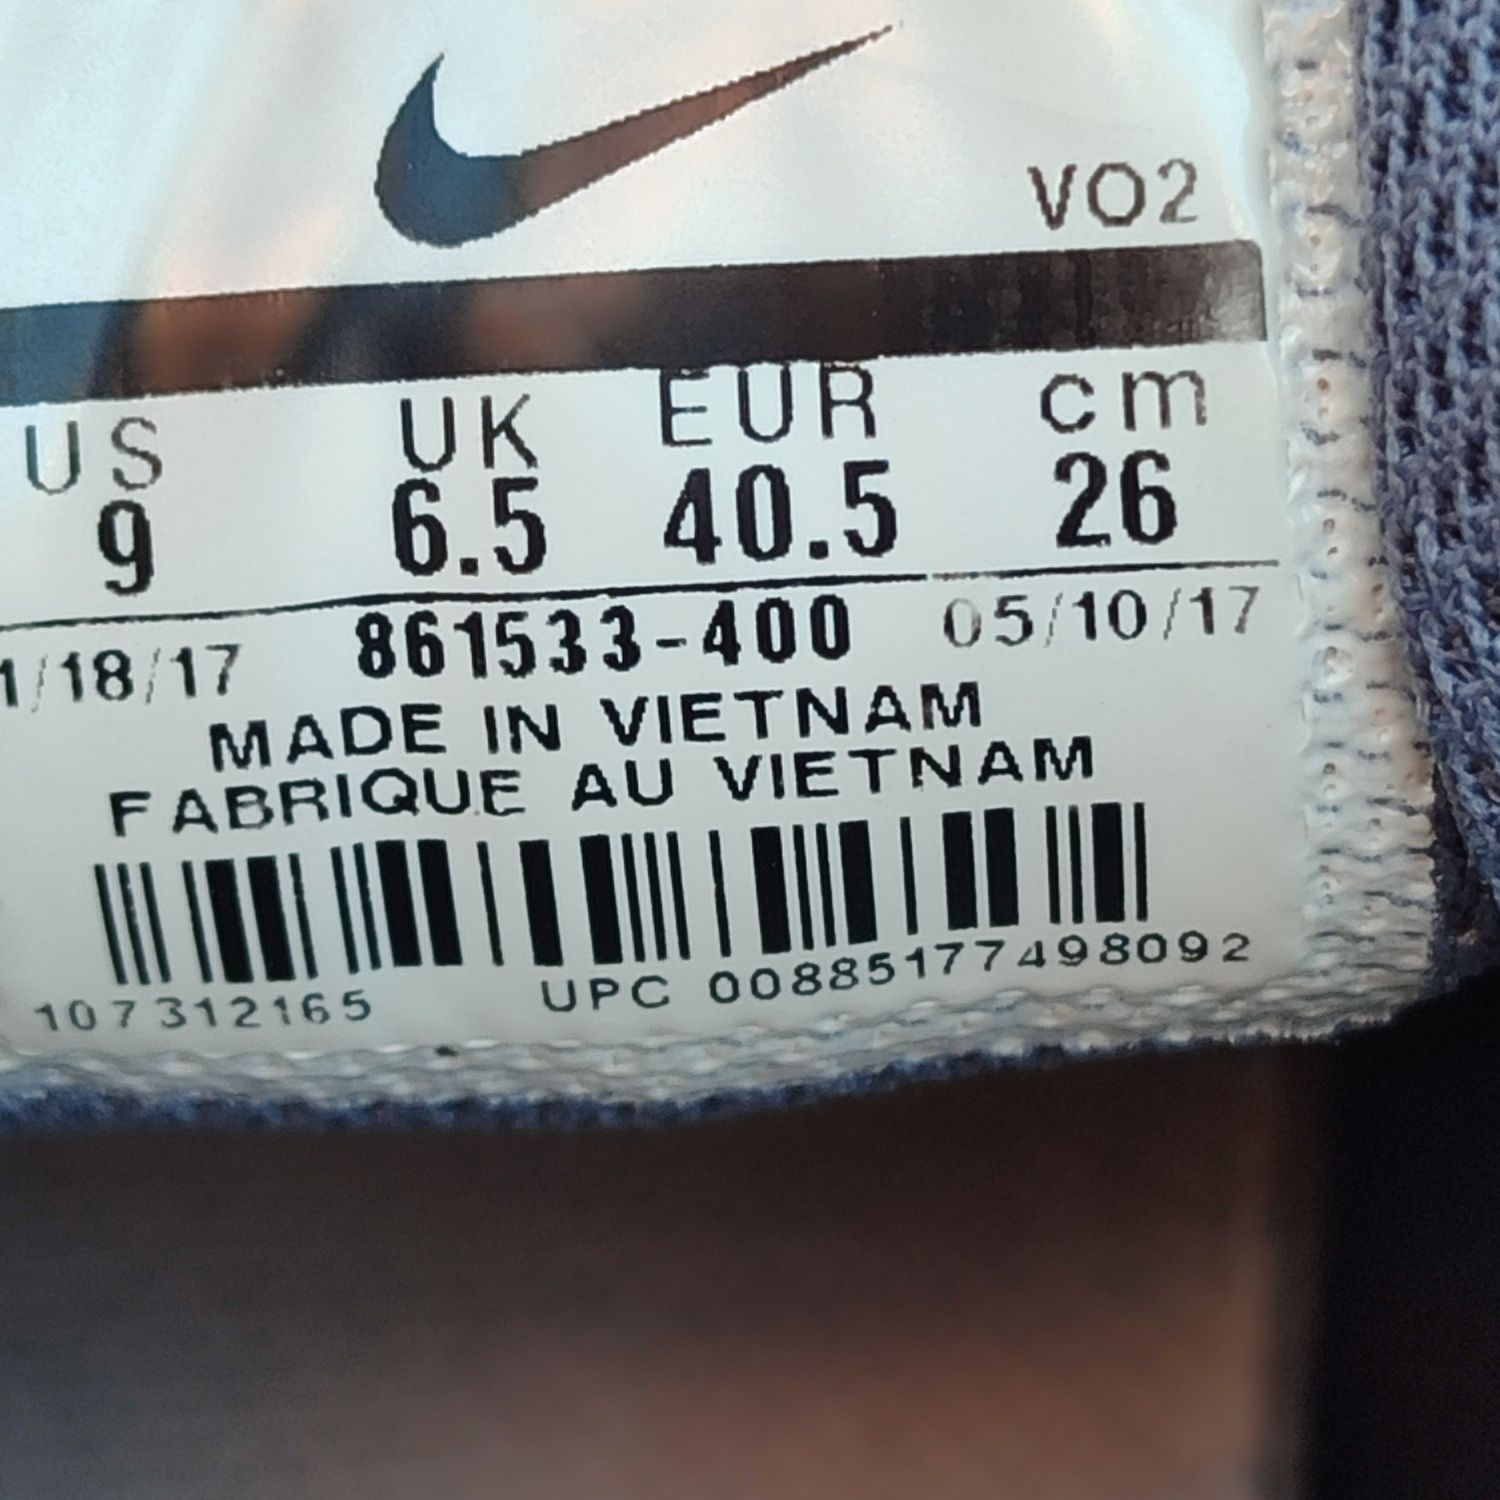 VO2
US UK EUR cm
9 6.5 40.5 26
1/18/17 861533-400 05/10/17
MADE IN VIETNAM
FABRIQUE AU VIETNAM
107312165 UPC 00885177498092